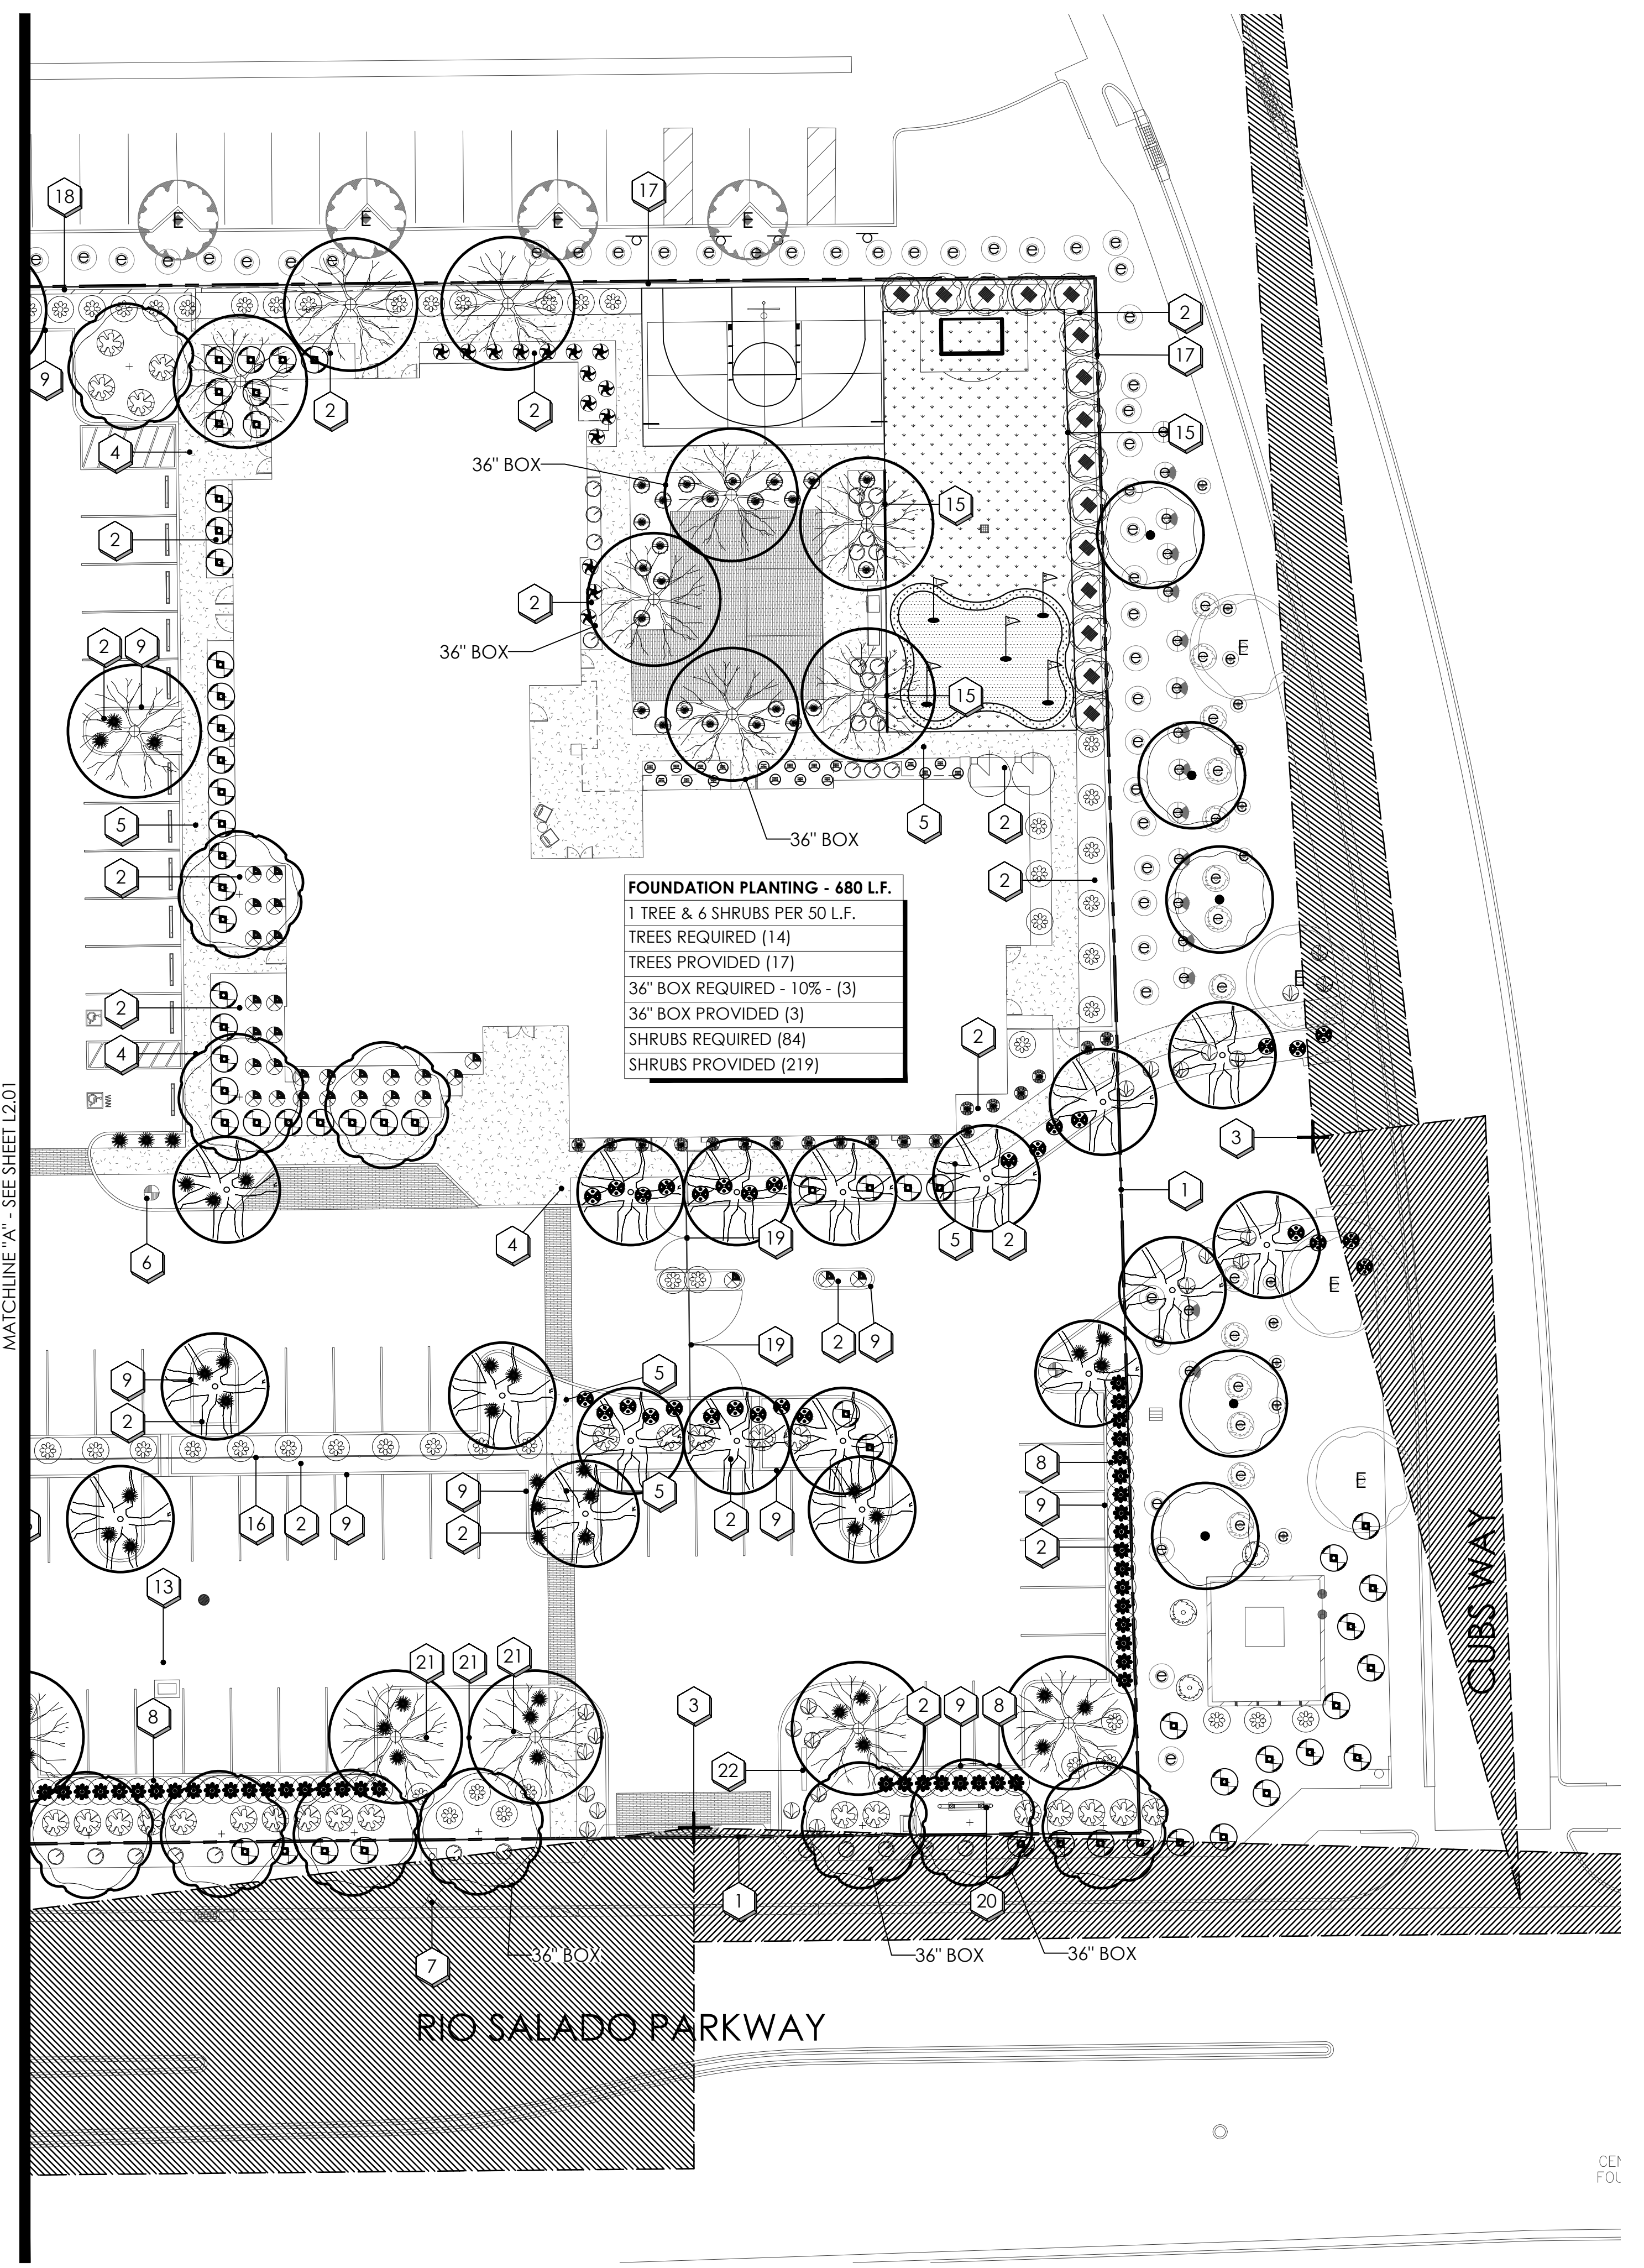 18
17
E
E
E
E
e e e e e e e e e e e e e e e e e e e
2
17
9
2
2
4
15
36" BOX
15
2
2
36" BOX
2
9
E
15
5
5
2
36" BOX
2
2
FOUNDATION PLANTING - 680 L.F.
1 TREE & 6 SHRUBS PER 50 L.F.
TREES REQUIRED (14)
TREES PROVIDED (17)
36" BOX REQUIRED - 10% - (3)
36" BOX PROVIDED (3)
SHRUBS REQUIRED (84)
SHRUBS PROVIDED (219)
E
2
4
2
VAN
3
MATCHLINE "A" - SEE SHEET L2.01
1
6
4
19
5
2
E
19
2
9
9
5
2
8
E
9
5
9
16
2
9
2
2
9
2
13
CUBS WAY
21
21
21
8
3
2
9
8
22
1
20
7
36" BOX
36" BOX
36" BOX
RIO SALADO PARKWAY